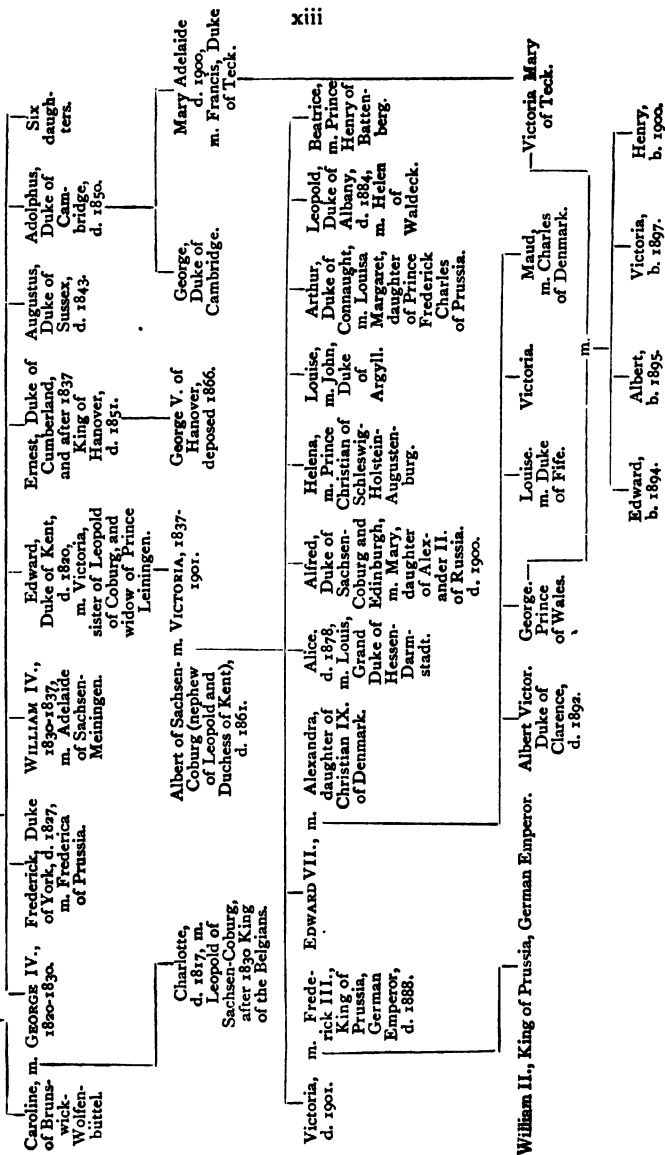 xiii
Caroline, m. GEORGE IV.,
of Bruns-
wick-
Wolfen-
büttel.
1820-1830.
Frederick, Duke
of York, d. 1827,
m. Frederica
of Prussia.
WILLIAM IV.,
1830-1837,
m. Adelaide
of Sachsen-
Meiningen.
Edward,
Duke of Kent,
d. 1820,
m. Victoria,
sister of Leopold
of Coburg, and
widow of Prince
Leiningen.
Ernest, Duke of
Cumberland,
and after 1837
King of
Hanover,
d. 1851.
Augustus,
Duke of
Sussex,
d. 1843.
Adolphus,
Duke of
Cam-
bridge,
d. 1850.
Six
daugh-
ters.
Charlotte,
d. 1817, m.
Leopold of
Sachsen-Coburg,
after 1830 King
of the Belgians.
Albert of Sachsen- m. VICTORIA, 1837-
Coburg (nephew
of Leopold and
Duchess of Kent),
d. 1861.
1901.
George V. of
Hanover,
deposed 1866.
George,
Duke of
Cambridge.
Mary Adelaide
d. 1900,
m. Francis, Duke
of Teck.
Victoria, m.
d. 1901.
Frede-
rick III.,
King of
Prussia,
German
Emperor,
d. 1888.
EDWARD VII., m.
Alexandra,
daughter of
Christian IX.
of Denmark.
Alice,
d. 1878,
m. Louis,
Grand
Duke of
Hessen-
Darm-
stadt.
Alfred,
Duke of
Sachsen-
Coburg and
Edinburgh,
m. Mary,
daughter
of Alex-
ander II.
of Russia.
d. 1900.
Helena,
m. Prince
Christian of
Schleswig-
Holstein-
Augusten-
burg.
Louise,
m. John,
Duke
of
Argyll.
Arthur,
Duke of
Connaught,
m. Louisa
Margaret,
daughter
of Prince
Frederick
Charles
of Prussia.
Leopold,
Duke of
Albany,
d. 1884,
m. Helen
of
Waldeck.
Beatrice,
m. Prince
Henry of
Batten-
berg.
William II., King of Prussia, German Emperor.
Albert Victor.
Duke of
Clarence,
d. 1892.
George.
Prince
of Wales.
Louise.
m. Duke
of Fife.
Victoria.
Maud,
m. Charles
of Denmark.
Victoria Mary
of Teck.
m.
Edward,
b. 1894.
Albert,
b. 1895.
Victoria,
b. 1897.
Henry,
b. 1900.